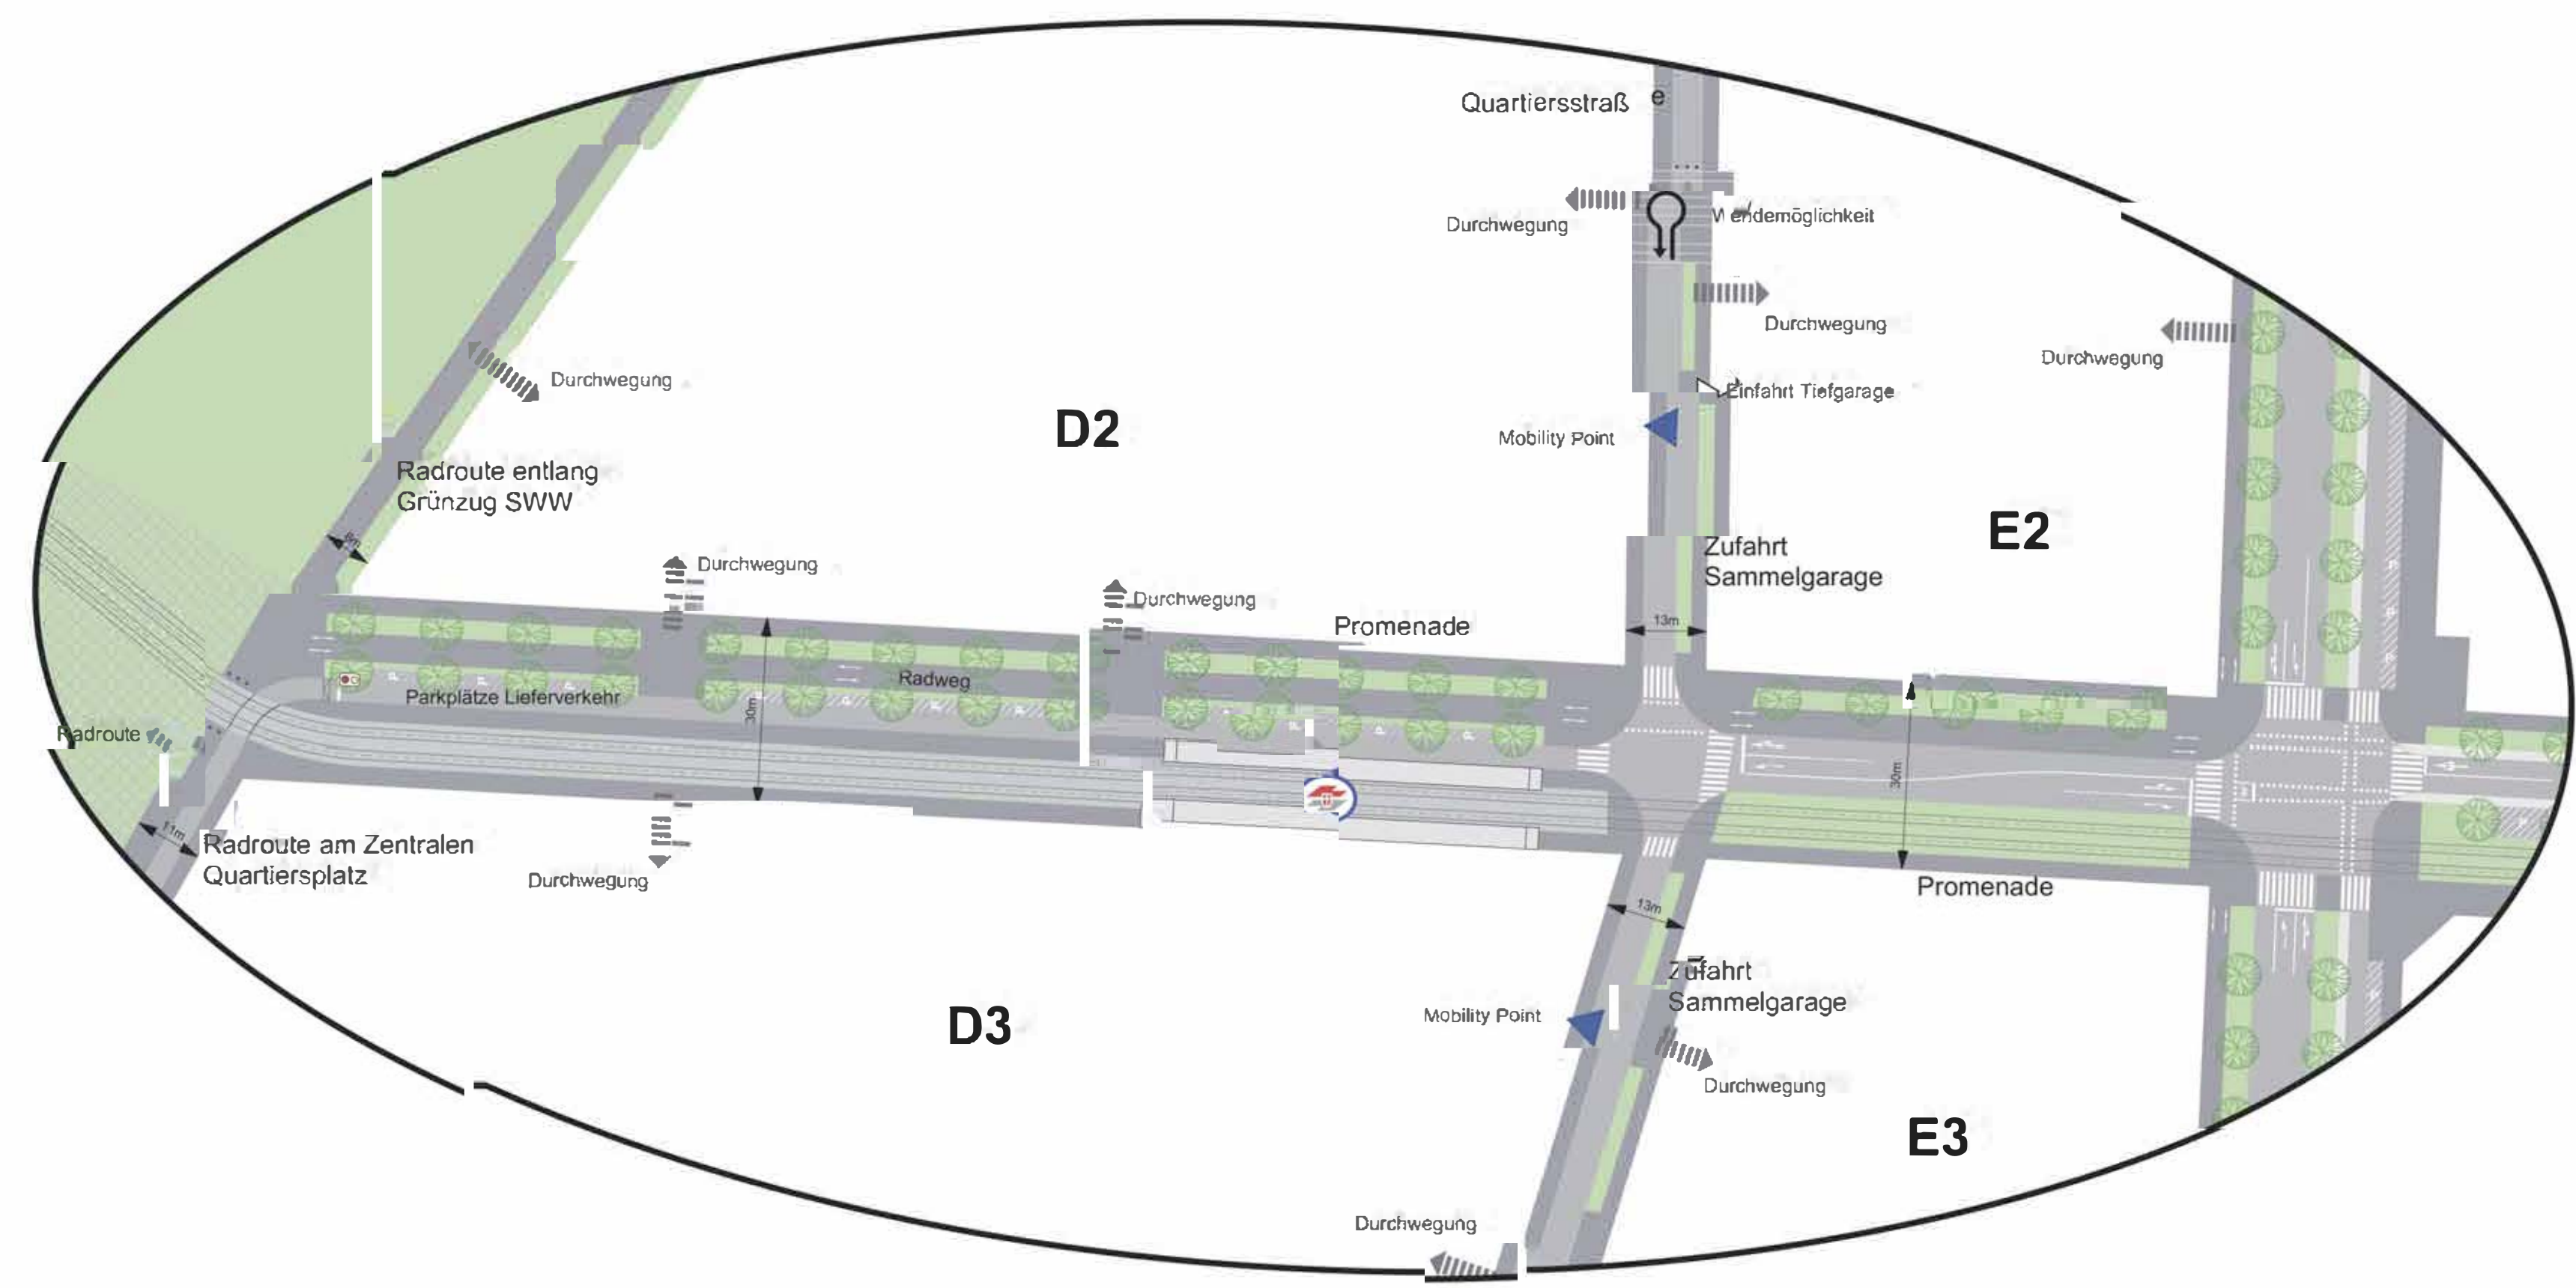 Quartiersstraß e
Durchwegung
Wendemöglichkeit
Durchwegung
Durchwegung
Durchwegung
Einfahrt Tiefgarage
D2
Mobility Point
Radroute entlang
Grünzug SWW
E2
8m
Zufahrt
Sammelgarage
Durchwegung
Durchwegung
Promenade
13m
Radweg
Parkplätze Lieferverkehr
P
P
P
P
P
P
P
P
P
P
30m
30m
Radroute
11m
Radroute am Zentralen
Quartiersplatz
Durchwegung
Promenade
13m
Zufahrt
Sammelgarage
Mobility Point
D3
Durchwegung
E3
Durchwegung